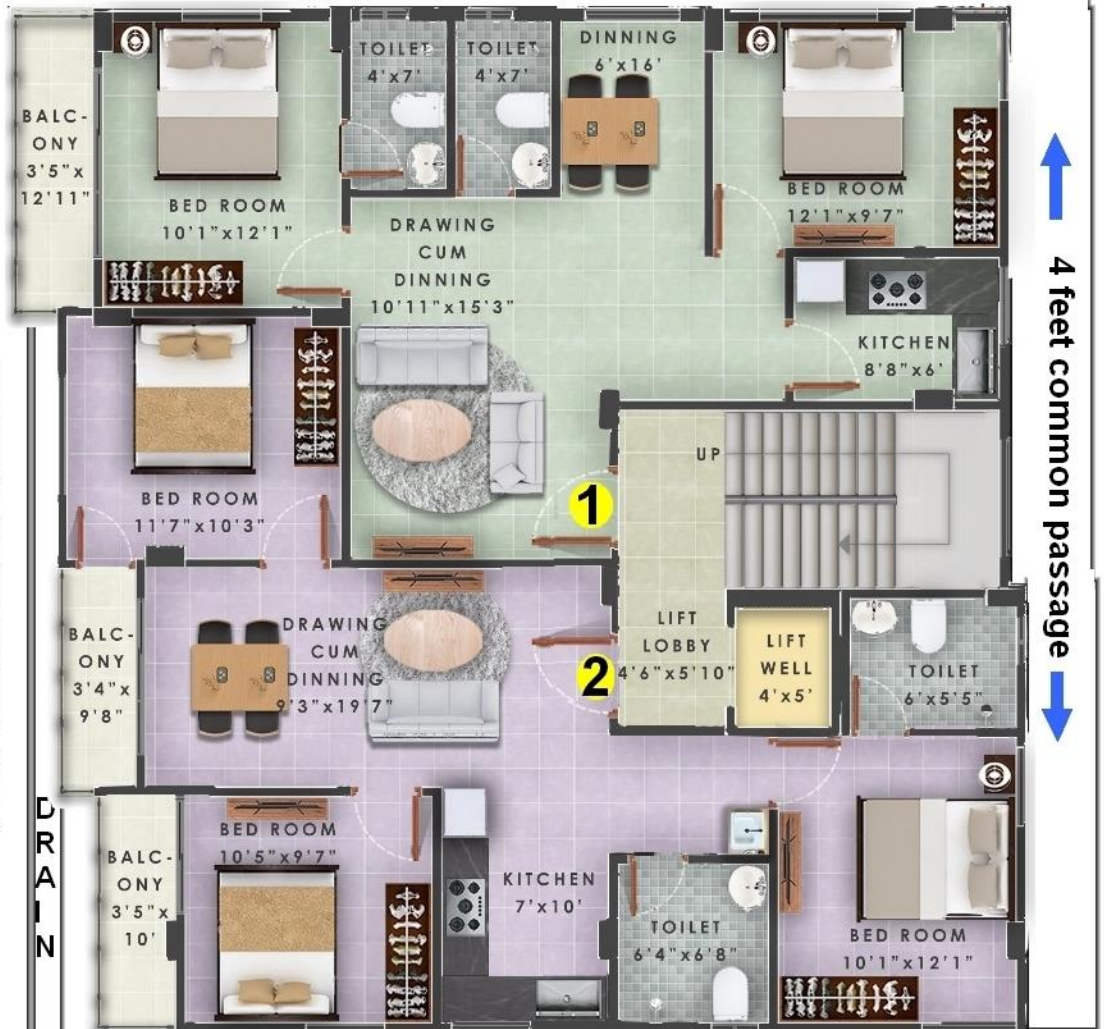 TOILET
4'x7'
TOILET
4'x7'
DINNING
6'x16'
BALC-
ONY
3'5"x
12'11"
BED ROOM
10'1"x12'1"
BED ROOM
12'1"x9'7"
DRAWING
CUM
DINNING
10'11"x15'3"
KITCHEN
8'8"x6'
4 feet common passage
UP
BED ROOM
11'7"x10'3"
1
BALC-
ONY
3'4"x
9'8"
DRAWING
CUM
DINNING
9'3"x19'7"
2
LIFT
LOBBY
4'6"x5'10"
LIFT
WELL
4'x5'
TOILET
6'x5'5"
DRAIN
BALC-
ONY
3'5"x
10'
BED ROOM
10'5"x9'7"
KITCHEN
7'x10'
TOILET
6'4"x6'8"
BED ROOM
10'1"x12'1"